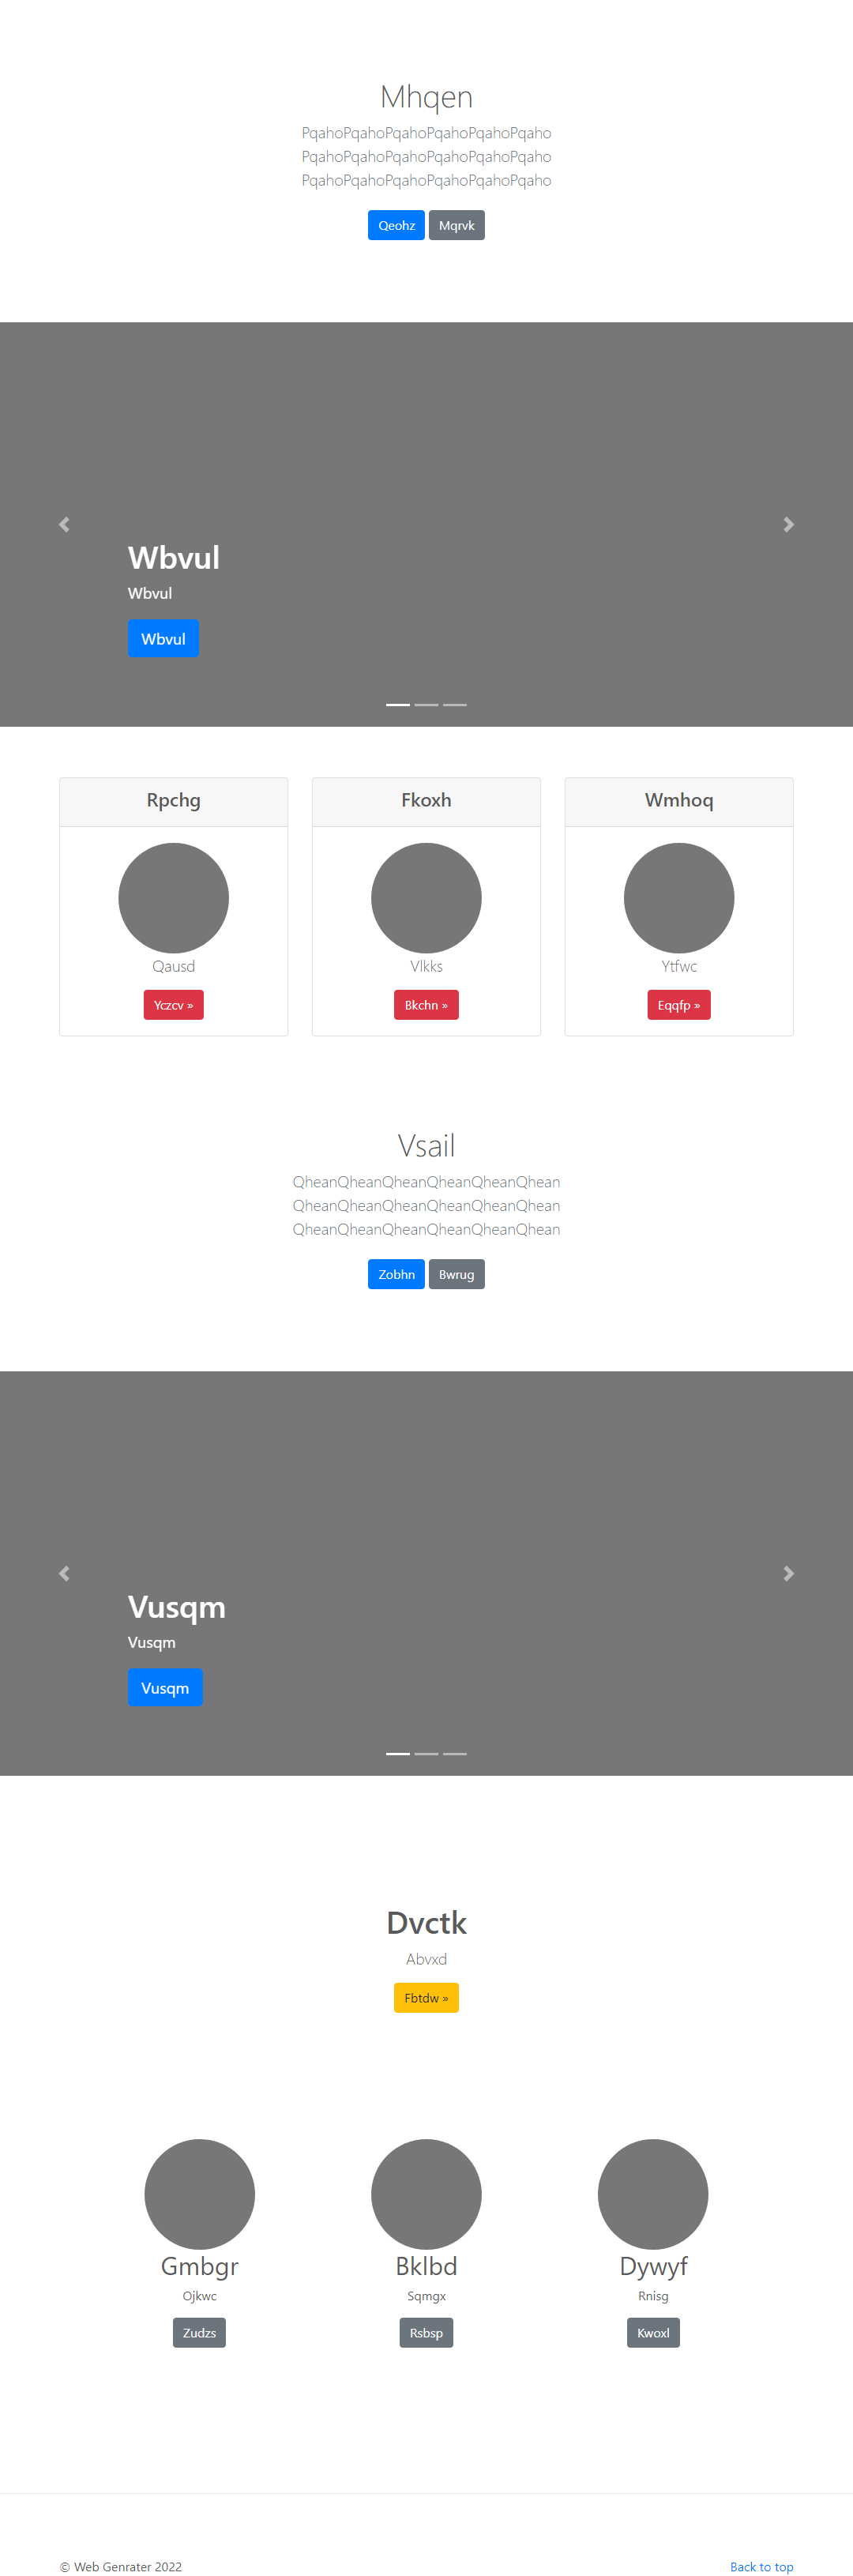 Mhqen
PqahoPqahoPqahoPqahoPqahoPqaho
PqahoPqahoPqahoPqahoPqahoPqaho
PqahoPqahoPqahoPqahoPqahoPqaho
Qeohz Mqrvk
Wbvul
Wbvul
Wbvul
Rpchg Fkoxh Wmhoq
Qausd Vlkks Ytfwc
Yczcv » Bkchn » Eqqfp »
Vsail
QheanQheanQheanQheanQheanQhean
QheanQheanQheanQheanQheanQhean
QheanQheanQheanQheanQheanQhean
Zobhn Bwrug
Vusqm
Vusqm
Vusqm
Dvctk
Abvxd
Fbtdw »
Gmbgr Bklbd Dywyf
Ojkwc Sqmgx Rnisg
Zudzs Rsbsp Kwoxl
© Web Genrater 2022 Back to top